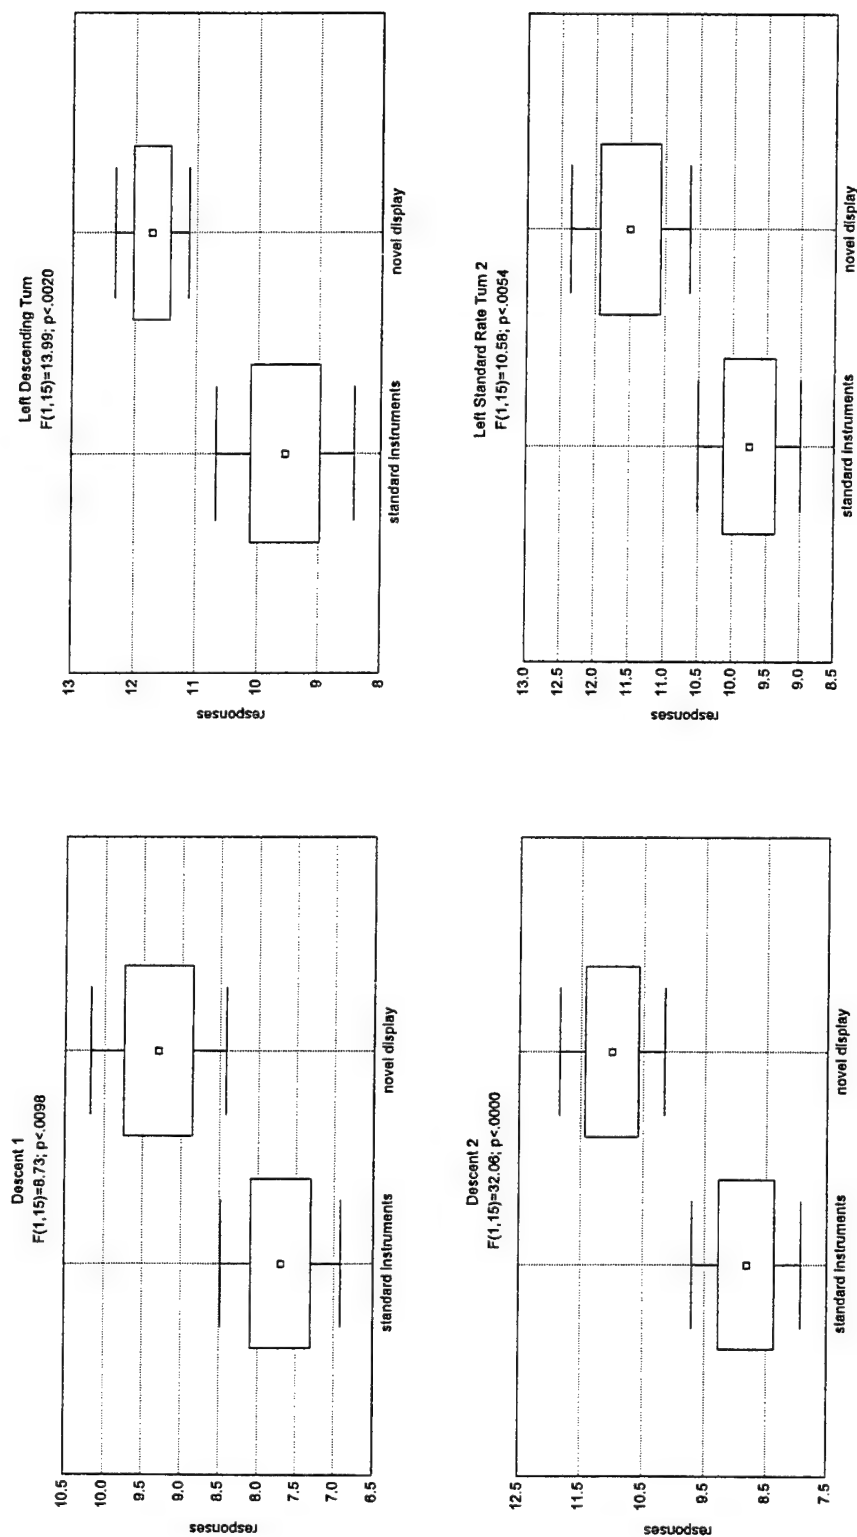 Descent 1
F(1,15)=8.73; p<.0098
10.5
10.0
9.5
9.0
8.5
8.0
7.5
7.0
6.5
responses
standard instruments
novel display
Left Descending Turn
F(1,15)=13.99; p<.0020
13
12
11
10
9
8
responses
standard instruments
novel display
Descent 2
F(1,15)=32.06; p<.0000
12.5
11.5
10.5
9.5
8.5
7.5
responses
standard instruments
novel display
Left Standard Rate Turn 2
F(1,15)=10.58; p<.0054
13.0
12.5
12.0
11.5
11.0
10.5
10.0
9.5
9.0
8.5
responses
standard instruments
novel display